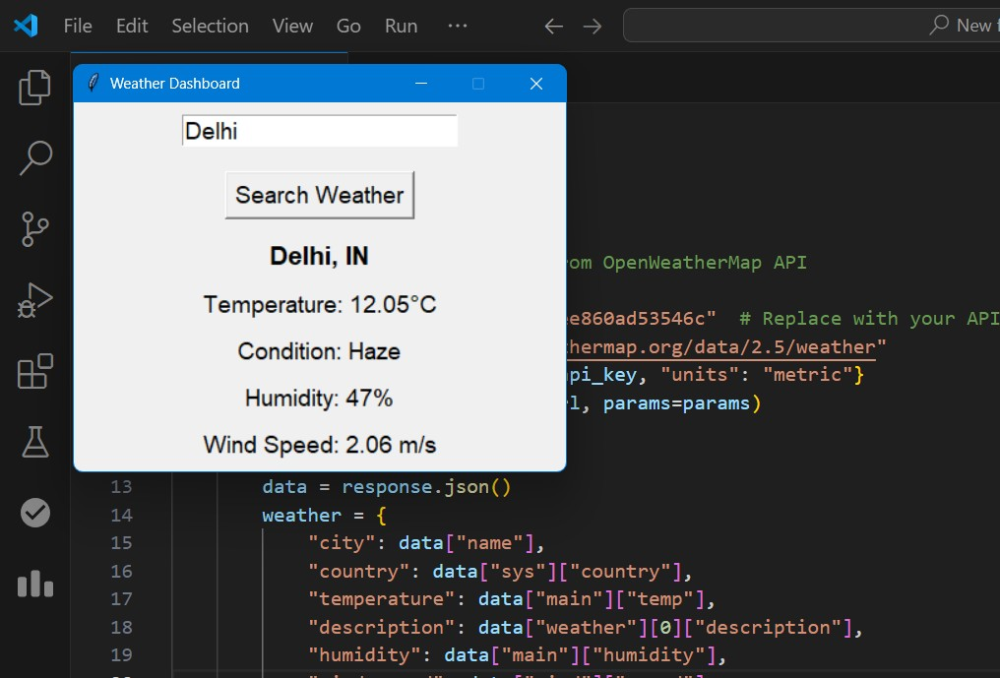 File Edit Selection View Go Run ···
New
Weather Dashboard
Delhi
Search Weather
Delhi, IN
Temperature: 12.05°C
Condition: Haze
Humidity: 47%
Wind Speed: 2.06 m/s
om OpenWeatherMap API
e860ad53546c" # Replace with your API
hermap.org/data/2.5/weather"
pi_key, "units": "metric"}
l, params=params)
13 data = response.json()
14 weather = {
15 "city": data["name"],
16 "country": data["sys"]["country"],
17 "temperature": data["main"]["temp"],
18 "description": data["weather"][0]["description"],
19 "humidity": data["main"]["humidity"],